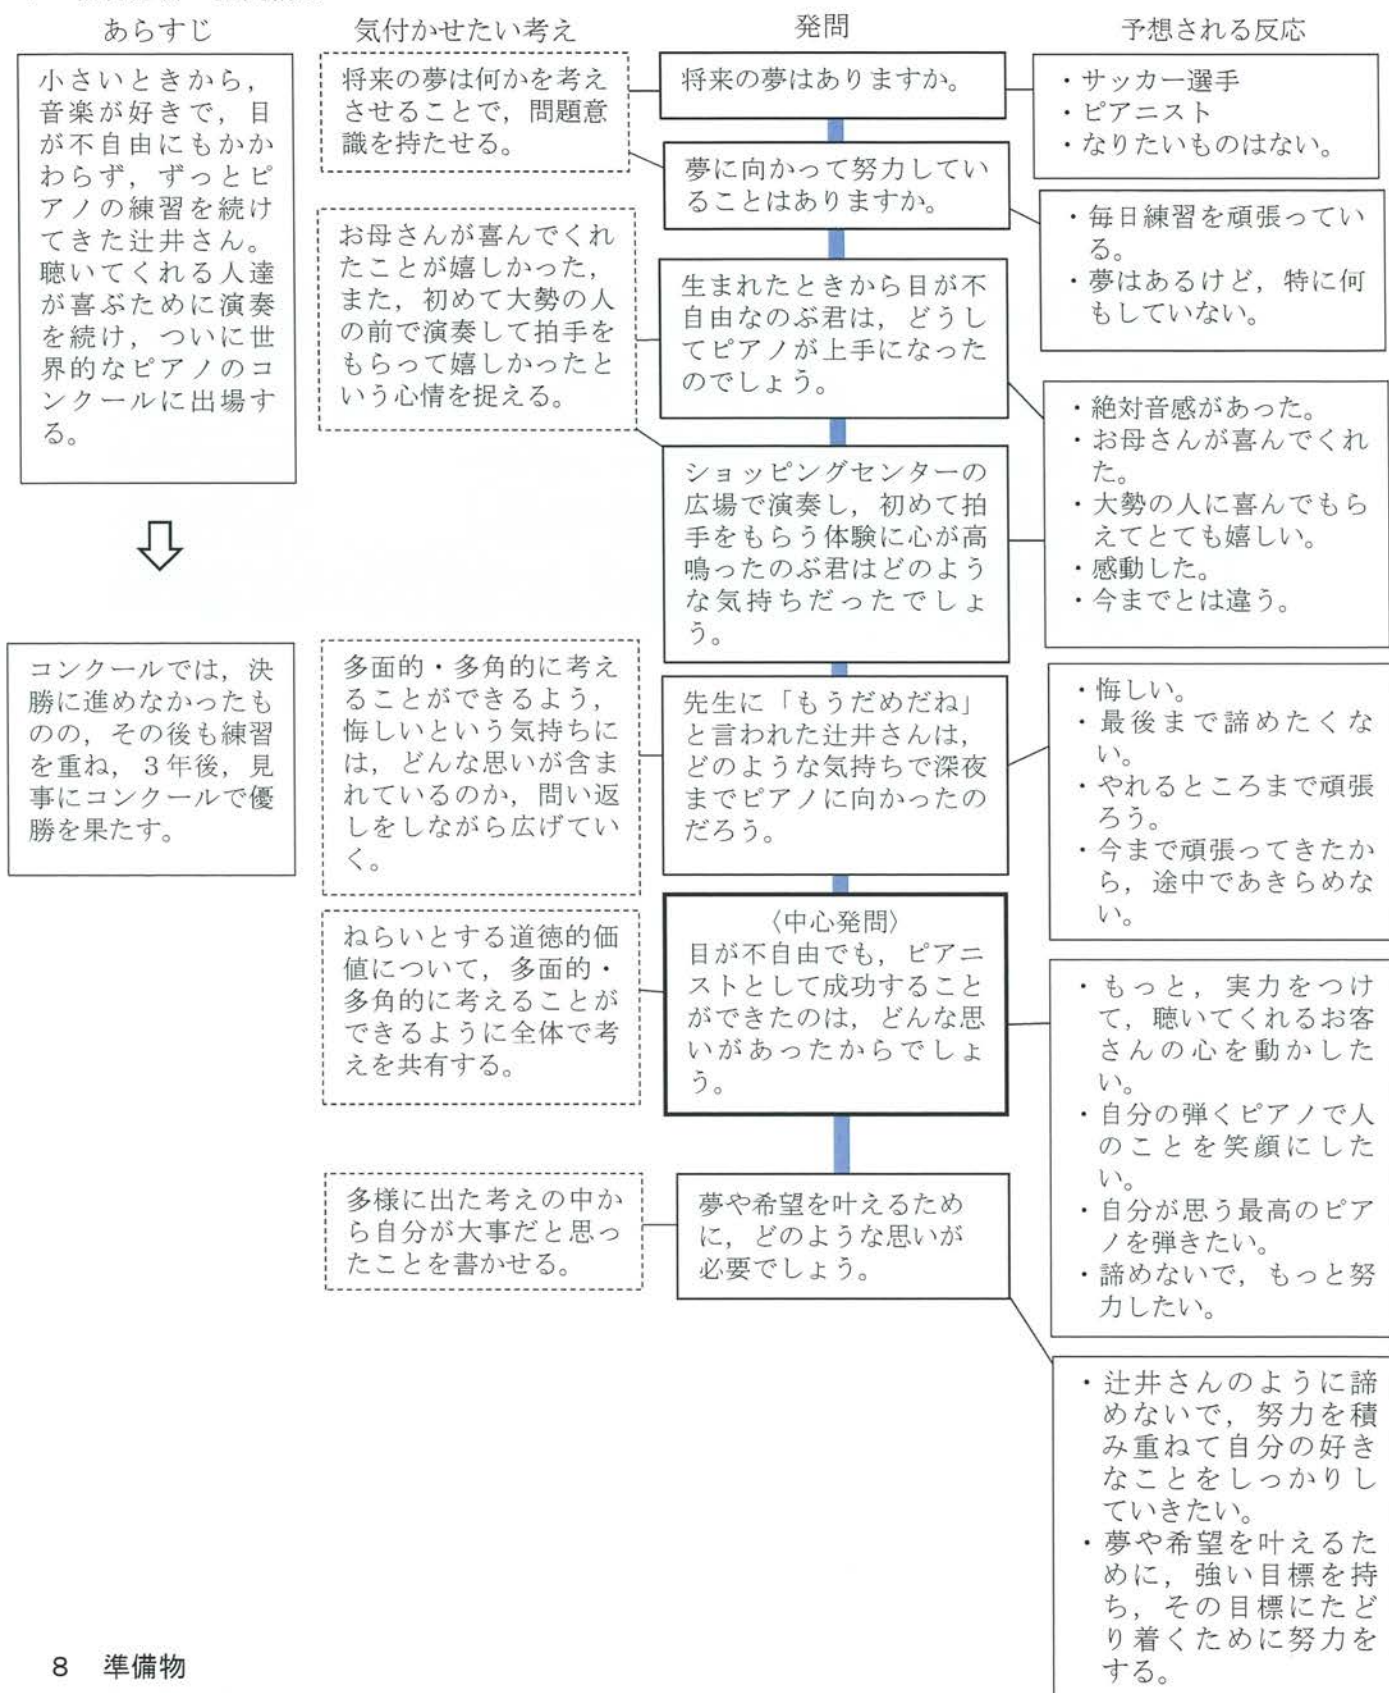 あらすじ
気付かせたい考え
発問
予想される反応
小さいときから，
音楽が好きで，目
が不自由にもかか
わらず，ずっとピ
アノの練習を続け
てきた辻井さん。
聴いてくれる人達
が喜ぶために演奏
を続け，ついに世
界的なピアノのコ
ンクールに出場す
る。
コンクールでは，決
勝に進めなかったも
のの，その後も練習
を重ね，３年後，見
事にコンクールで優
勝を果たす。
将来の夢は何かを考え
させることで，問題意
識を持たせる。
お母さんが喜んでくれ
たことが嬉しかった，
また，初めて大勢の人
の前で演奏して拍手を
もらって嬉しかったと
いう心情を捉える。
多面的・多角的に考え
ることができるよう，
悔しいという気持ちに
は，どんな思いが含ま
れているのか，問い返
しをしながら広げてい
く。
ねらいとする道徳的価
値について，多面的・
多角的に考えることが
できるように全体で考
えを共有する。
多様に出た考えの中か
ら自分が大事だと思っ
たことを書かせる。
将来の夢はありますか。
夢に向かって努力してい
ることはありますか。
生まれたときから目が不
自由なのぶ君は，どうし
てピアノが上手になった
のでしょう。
ショッピングセンターの
広場で演奏し，初めて拍
手をもらう体験に心が高
鳴ったのぶ君はどのよう
な気持ちだったでしょ
う。
先生に「もうだめだね」
と言われた辻井さんは，
どのような気持ちで深夜
までピアノに向かったの
だろう。
〈中心発問〉
目が不自由でも，ピアニ
ストとして成功すること
ができたのは，どんな思
いがあったからでしょ
う。
夢や希望を叶えるため
に，どのような思いが
必要でしょう。
・サッカー選手
・ピアニスト
・なりたいものはない。
・毎日練習を頑張ってい
る。
・夢はあるけど，特に何
もしていない。
・絶対音感があった。
・お母さんが喜んでくれ
た。
・大勢の人に喜んでもら
えてとても嬉しい。
・感動した。
・今までとは違う。
・悔しい。
・最後まで諦めたくな
い。
・やれるところまで頑張
ろう。
・今まで頑張ってきたか
ら，途中であきらめな
い。
・もっと，実力をつけ
て，聴いてくれるお客
さんの心を動かした
い。
・自分の弾くピアノで人
のことを笑顔にした
い。
・自分が思う最高のピア
ノを弾きたい。
・諦めないで，もっと努
力したい。
・辻井さんのように諦
めないで，努力を積
み重ねて自分の好き
なことをしっかりし
ていきたい。
・夢や希望を叶えるた
めに，強い目標を持
ち，その目標にたど
り着くために努力を
する。
８　準備物